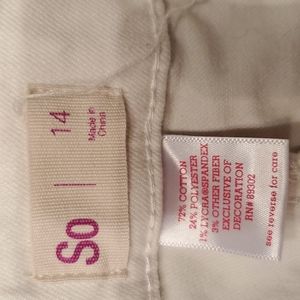 So | 14
Made in
China
72% COTTON
24% POLYESTER
1% LYCRA®SPANDEX
3% OTHER FIBER
EXCLUSIVE OF
DECORATION
RN# 89302
see reverse for care